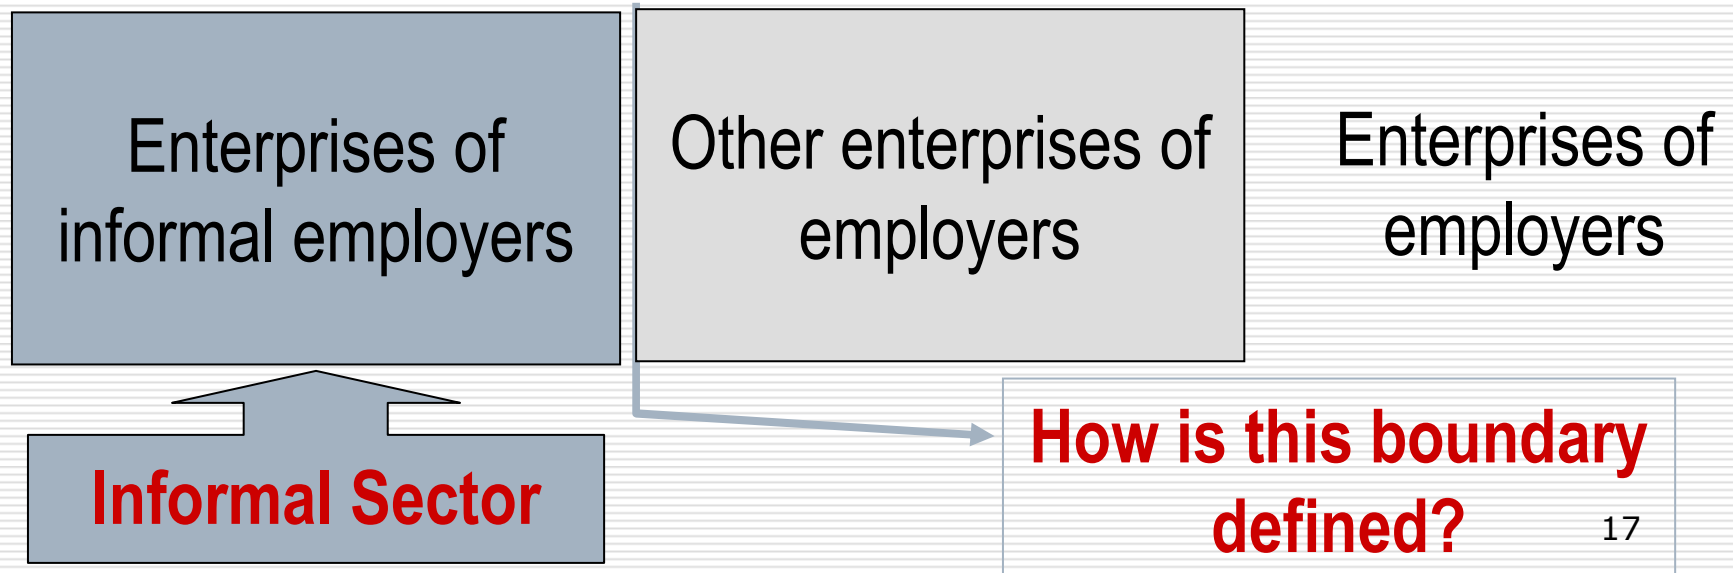 Enterprises of
informal employers
Other enterprises of
employers
Enterprises of
employers
Informal Sector
How is this boundary
defined?
17